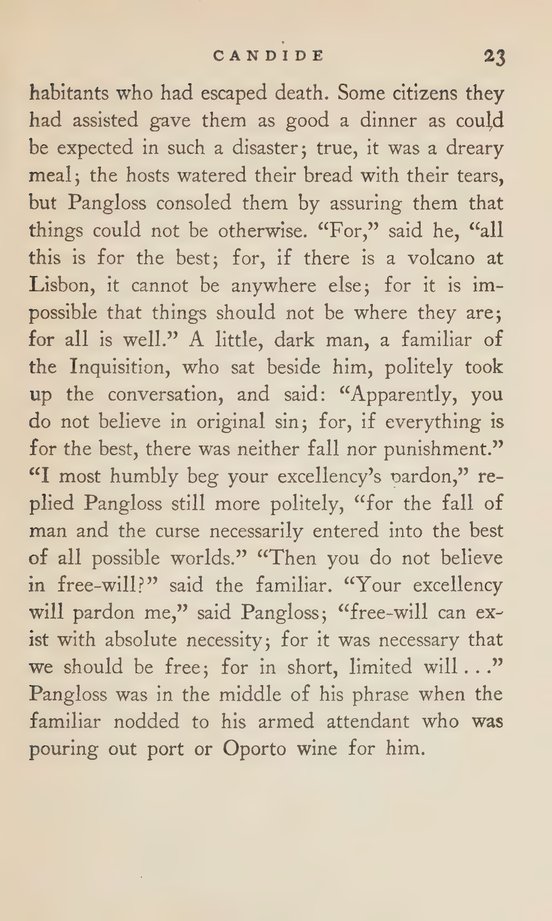 CANDIDE 23
habitants who had escaped death. Some citizens they
had assisted gave them as good a dinner as could
be expected in such a disaster; true, it was a dreary
meal; the hosts watered their bread with their tears,
but Pangloss consoled them by assuring them that
things could not be otherwise. “For,” said he, “all
this is for the best; for, if there is a volcano at
Lisbon, it cannot be anywhere else; for it is im-
possible that things should not be where they are;
for all is well.” A little, dark man, a familiar of
the Inquisition, who sat beside him, politely took
up the conversation, and said: “Apparently, you
do not believe in original sin; for, if everything is
for the best, there was neither fall nor punishment.”
“I most humbly beg your excellency’s pardon,” re-
plied Pangloss still more politely, “for the fall of
man and the curse necessarily entered into the best
of all possible worlds.” “Then you do not believe
in free-will?” said the familiar. “Your excellency
will pardon me,” said Pangloss; “free-will can ex-
ist with absolute necessity; for it was necessary that
we should be free; for in short, limited will . . .”
Pangloss was in the middle of his phrase when the
familiar nodded to his armed attendant who was
pouring out port or Oporto wine for him.